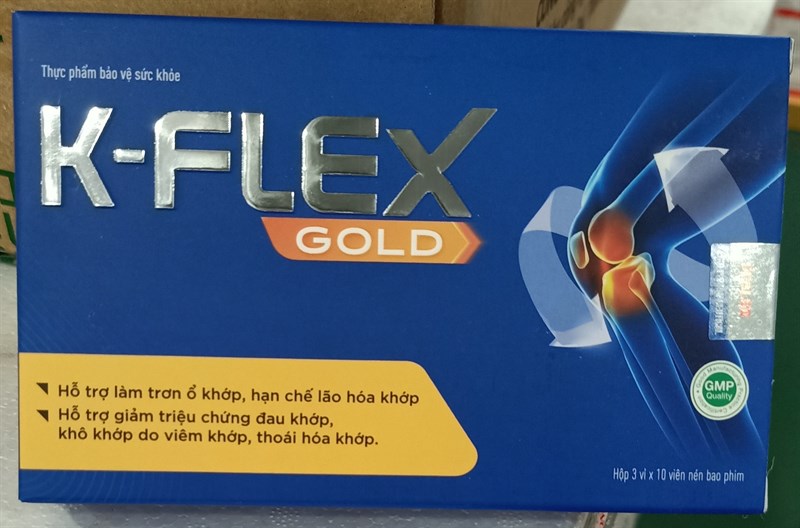 Thực phẩm bảo vệ sức khỏe
K-FLEX
GOLD
Hỗ trợ làm trơn ổ khớp, hạn chế lão hóa khớp
Hỗ trợ giảm triệu chứng đau khớp,
khô khớp do viêm khớp, thoái hóa khớp.
GMP
Quality
Hộp 3 vỉ x 10 viên nén bao phim